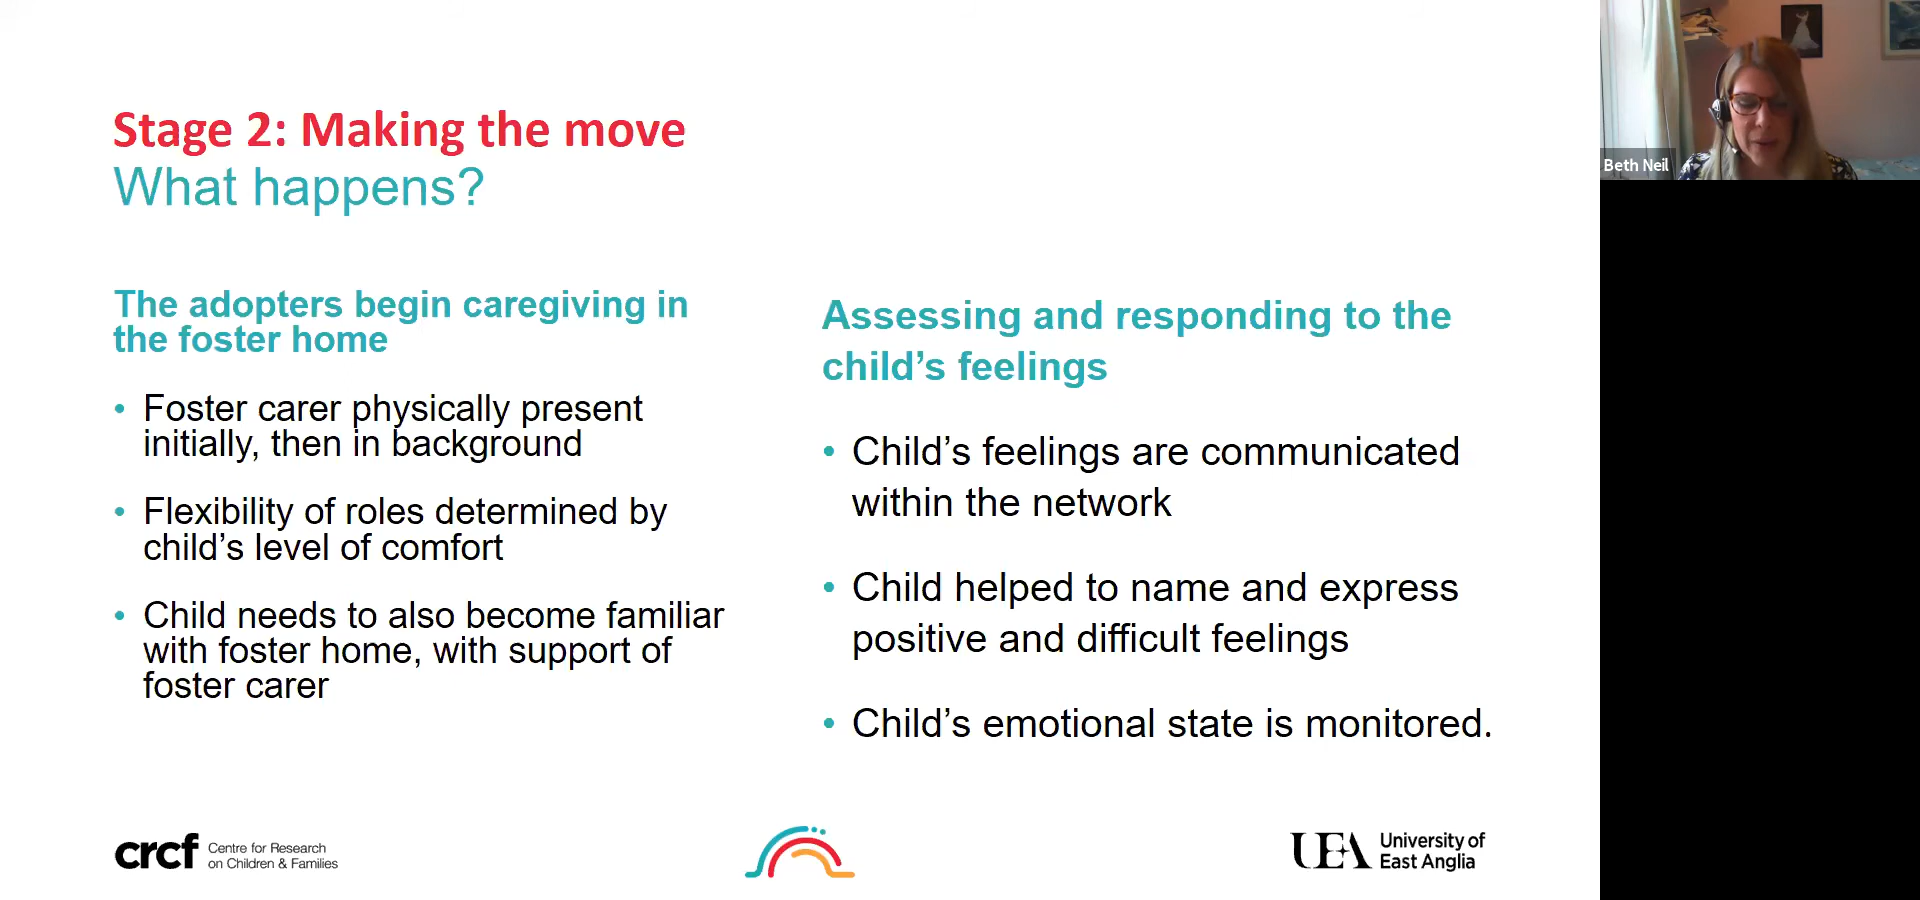 Stage 2: Making the move
What happens?
The adopters begin caregiving in
the foster home
• Foster carer physically present
initially, then in background
• Flexibility of roles determined by
child’s level of comfort
• Child needs to also become familiar
with foster home, with support of
foster carer
Assessing and responding to the
child’s feelings
• Child’s feelings are communicated
within the network
• Child helped to name and express
positive and difficult feelings
• Child’s emotional state is monitored.
crcf Centre for Research
on Children & Families
UEA University of
East Anglia
Beth Neil